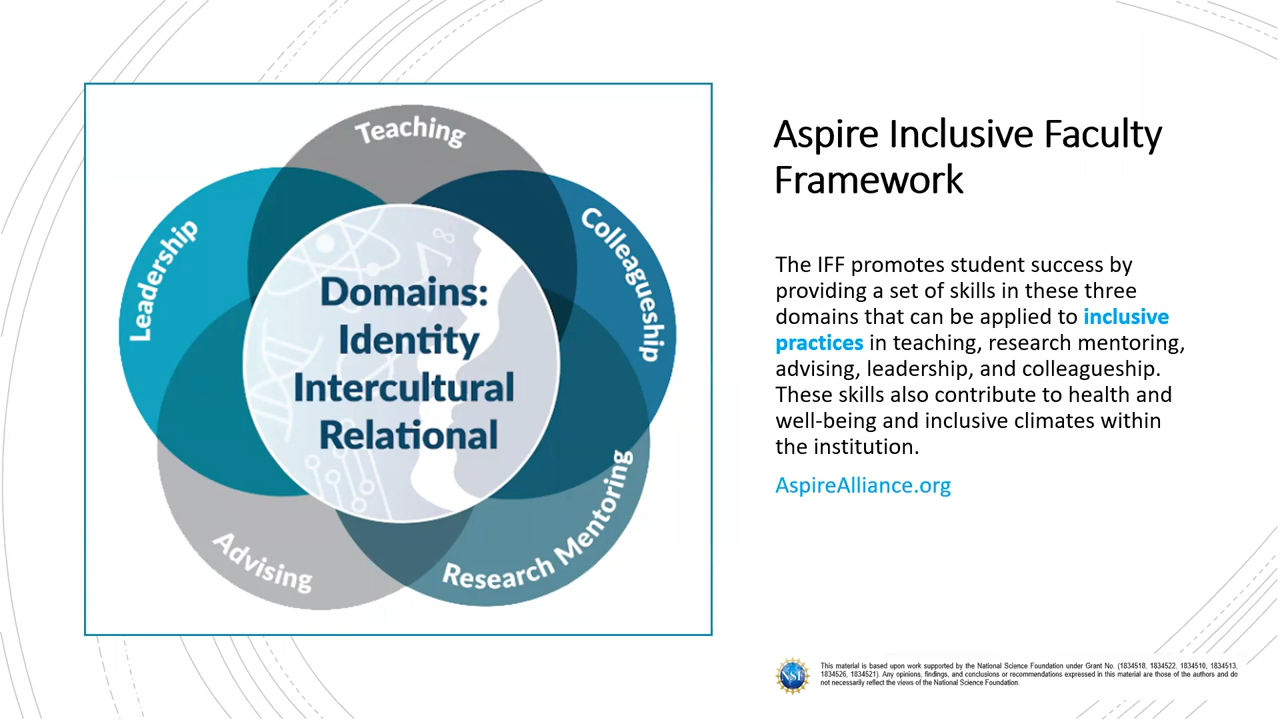 Teaching
Leadership
Colleagueship
Domains:
Identity
Intercultural
Relational
Advising
Research Mentoring
Aspire Inclusive Faculty
Framework
The IFF promotes student success by
providing a set of skills in these three
domains that can be applied to inclusive
practices in teaching, research mentoring,
advising, leadership, and colleagueship.
These skills also contribute to health and
well-being and inclusive climates within
the institution.
AspireAlliance.org
NSF
This material is based upon work supported by the National Science Foundation under Grant No. (1834518, 1834522, 1834510, 1834513,
1834526, 1834521). Any opinions, findings, and conclusions or recommendations expressed in this material are those of the authors and do
not necessarily reflect the views of the National Science Foundation.